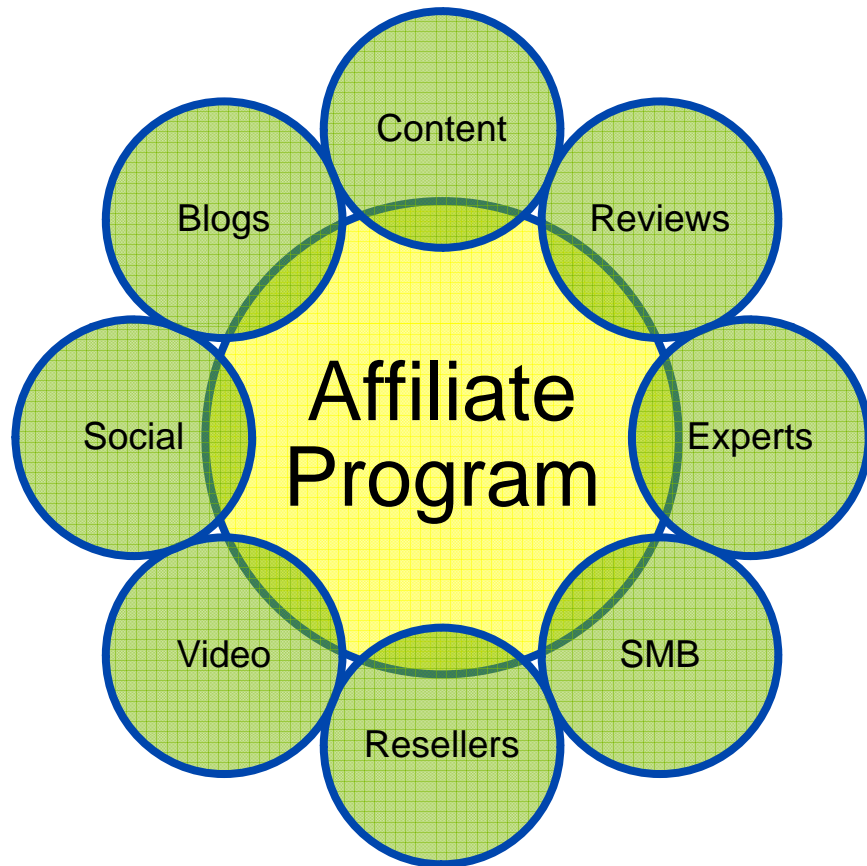 Content
Blogs
Reviews
Affiliate
Program
Social
Experts
Video
SMB
Resellers